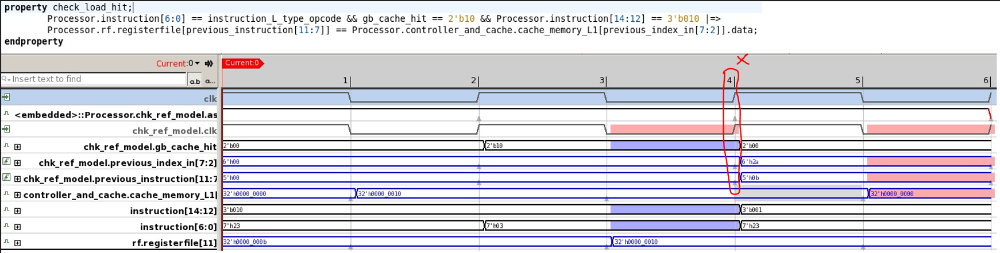 property check_load_hit;
Processor.instruction[6:0] == instruction_L_type_opcode && gb_cache_hit == 2'b10 && Processor.instruction[14:12] == 3'b010 |=>
Processor.rf.registerfile[previous_instruction[11:7]] == Processor.controller_and_cache.cache_memory_L1[previous_index_in[7:2]].data;
endproperty
Current:0
Current:0
Insert text to find
a.b
a...
1
2
3
4
5
6
clk
<embedded>::Processor.chk_ref_model.as
chk_ref_model.clk
chk_ref_model.gb_cache_hit
2'b00
2'b10
2'b00
chk_ref_model.previous_index_in[7:2]
6'h00
6'h2a
chk_ref_model.previous_instruction[11:7
5'h00
5'h0b
controller_and_cache.cache_memory_L1[
32'h0000_0000
32'h0000_0010
32'h0000_0000
instruction[14:12]
3'b010
3'b001
instruction[6:0]
7'h23
7'h03
7'h23
rf.registerfile[11]
32'h0000_000b
32'h0000_0010